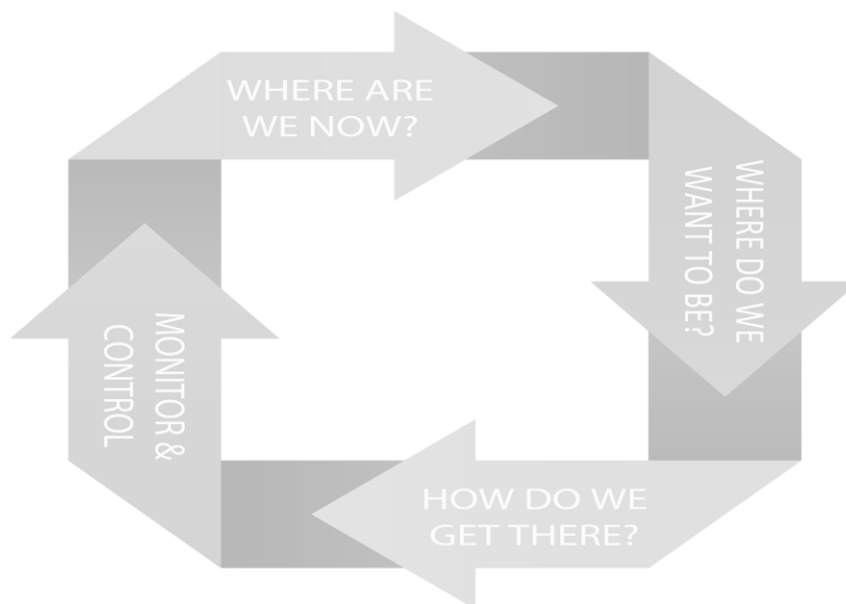 WHERE ARE
WE NOW?
WHERE DO WE
WANT TO BE?
HOW DO WE
GET THERE?
MONITOR &
CONTROL